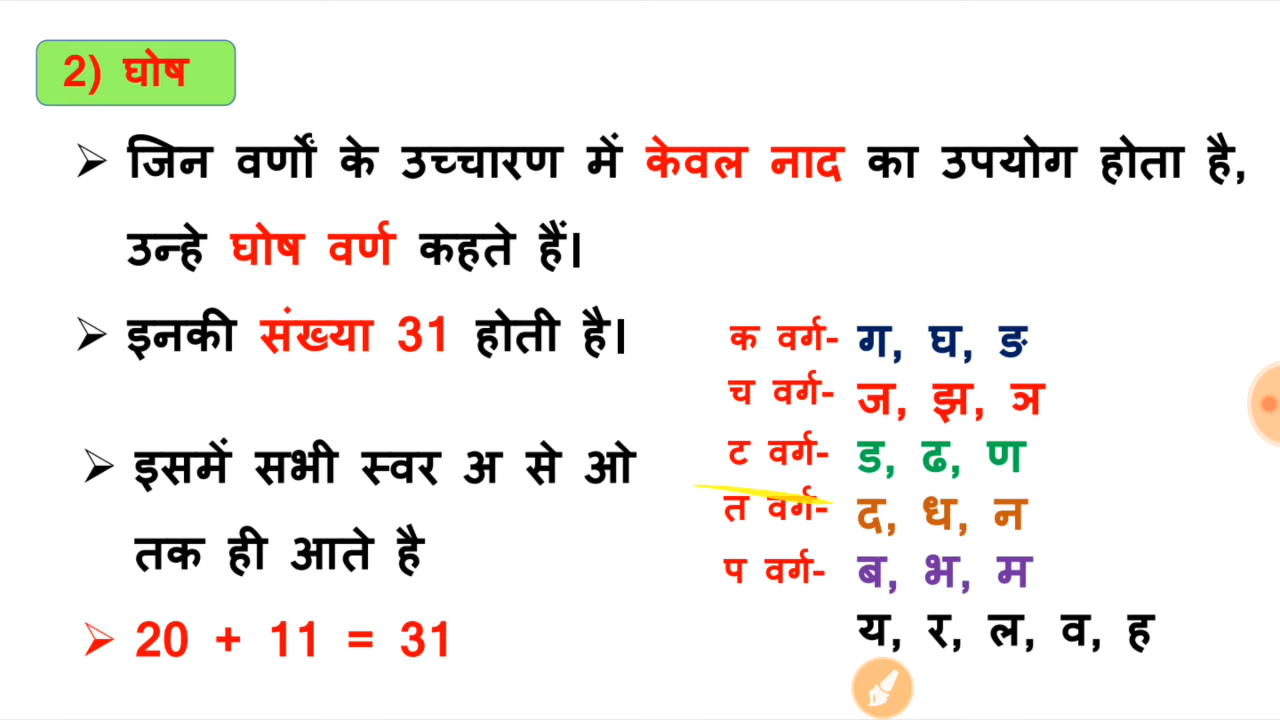 2) घोष
➢ जिन वर्णों के उच्चारण में केवल नाद का उपयोग होता है,
उन्हे घोष वर्ण कहते हैं।
➢ इनकी संख्या 31 होती है।
➢ इसमें सभी स्वर अ से ओ
तक ही आते है
➢ 20 + 11 = 31
क वर्ग- ग, घ, ङ
च वर्ग- ज, झ, ञ
ट वर्ग- ड, ढ, ण
त वर्ग- द, ध, न
प वर्ग- ब, भ, म
य, र, ल, व, ह